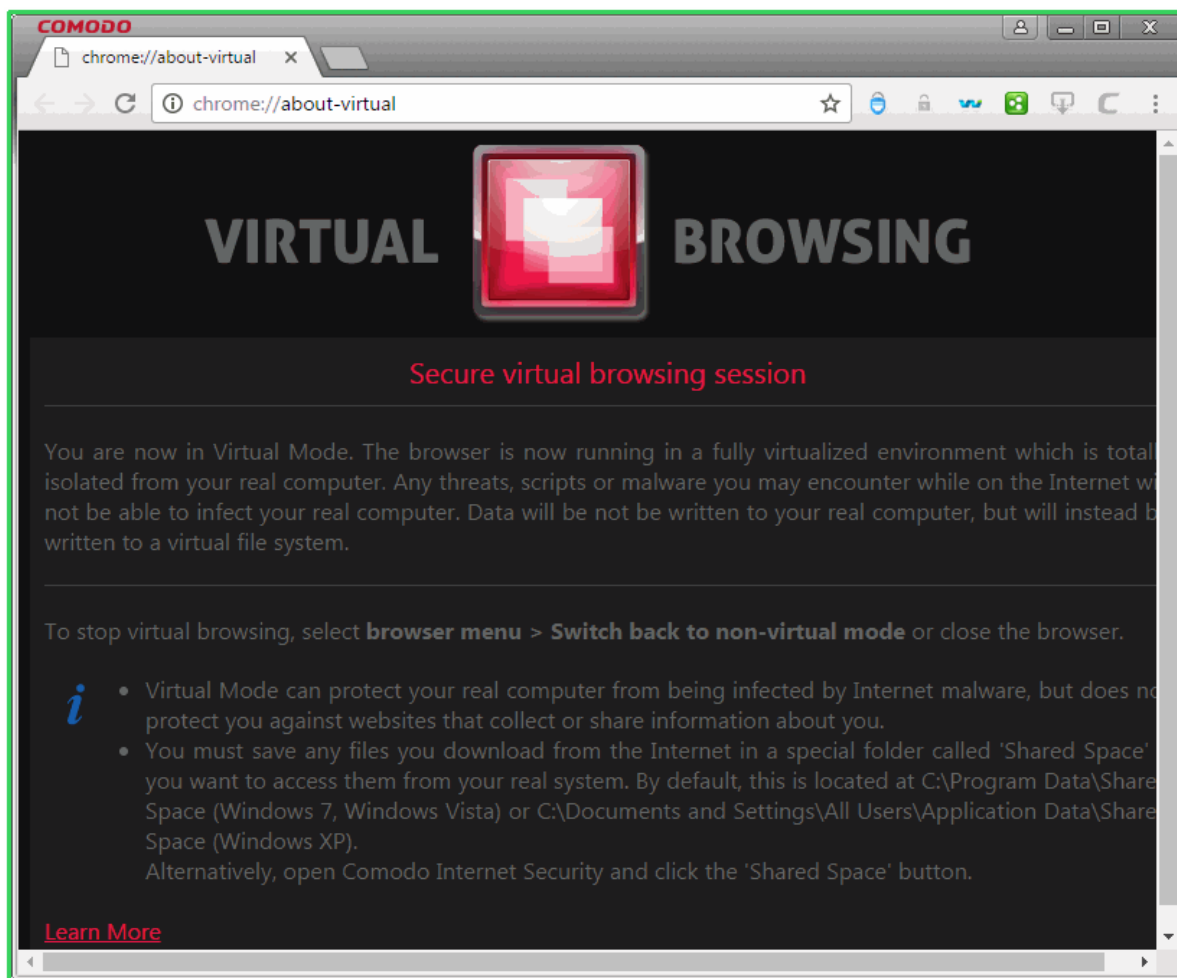 COMODO
chrome://about-virtual
chrome://about-virtual
VIRTUAL BROWSING
Secure virtual browsing session
You are now in Virtual Mode. The browser is now running in a fully virtualized environment which is totall
isolated from your real computer. Any threats, scripts or malware you may encounter while on the Internet wi
not be able to infect your real computer. Data will be not be written to your real computer, but will instead b
written to a virtual file system.
To stop virtual browsing, select browser menu > Switch back to non-virtual mode or close the browser.
i
• Virtual Mode can protect your real computer from being infected by Internet malware, but does no
protect you against websites that collect or share information about you.
• You must save any files you download from the Internet in a special folder called 'Shared Space'
you want to access them from your real system. By default, this is located at C:\Program Data\Share
Space (Windows 7, Windows Vista) or C:\Documents and Settings\All Users\Application Data\Share
Space (Windows XP).
Alternatively, open Comodo Internet Security and click the 'Shared Space' button.
Learn More